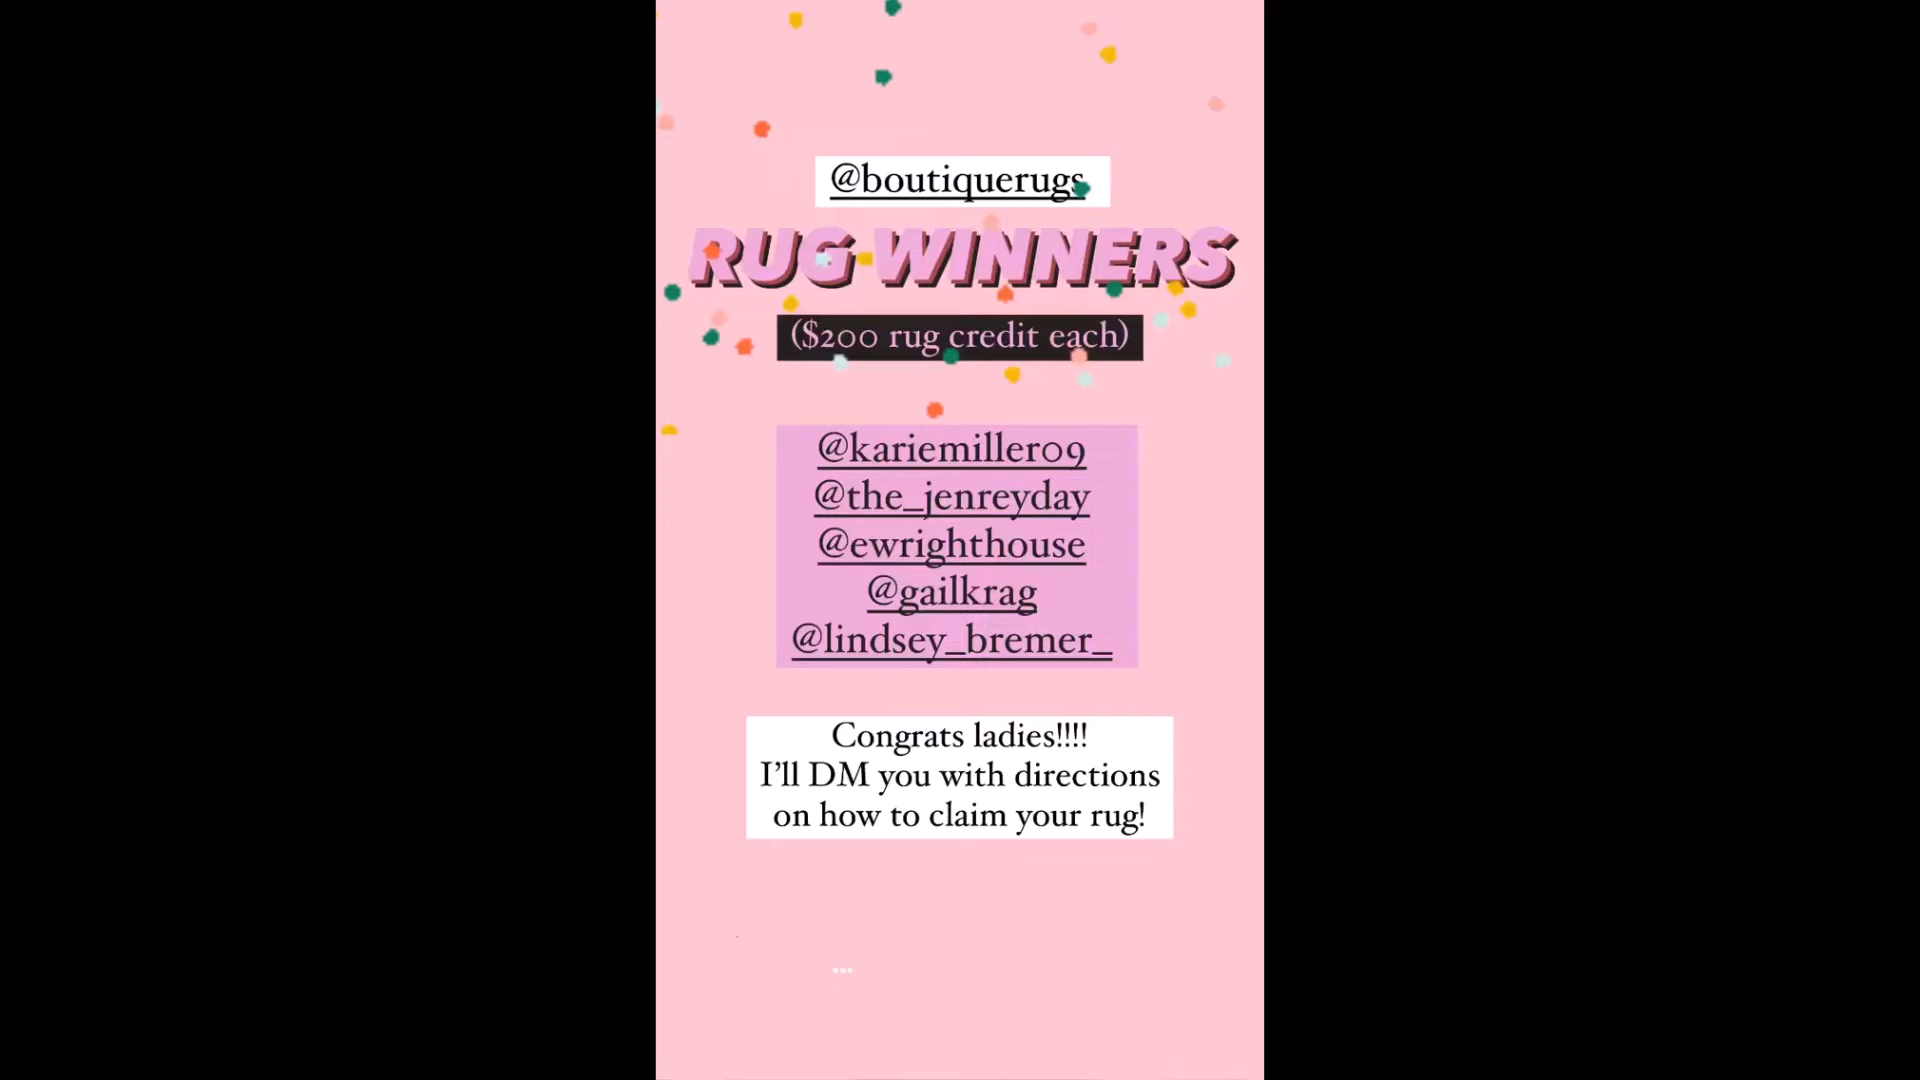 @boutiquerugs
RUG WINNERS
($200 rug credit each)
@kariemiller09
@the_jenreyday
@ewrighthouse
@gailkrag
@lindsey_bremer_
Congrats ladies!!!!
I’ll DM you with directions
on how to claim your rug!